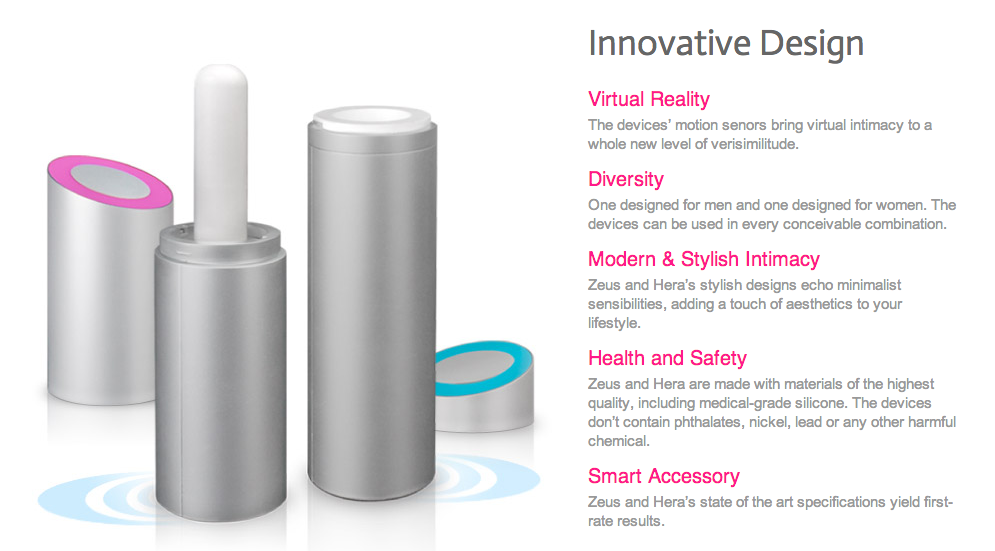 Innovative Design
Virtual Reality
The devices’ motion senors bring virtual intimacy to a
whole new level of verisimilitude.
Diversity
One designed for men and one designed for women. The
devices can be used in every conceivable combination.
Modern & Stylish Intimacy
Zeus and Hera’s stylish designs echo minimalist
sensibilities, adding a touch of aesthetics to your
lifestyle.
Health and Safety
Zeus and Hera are made with materials of the highest
quality, including medical-grade silicone. The devices
don’t contain phthalates, nickel, lead or any other harmful
chemical.
Smart Accessory
Zeus and Hera’s state of the art specifications yield first-
rate results.